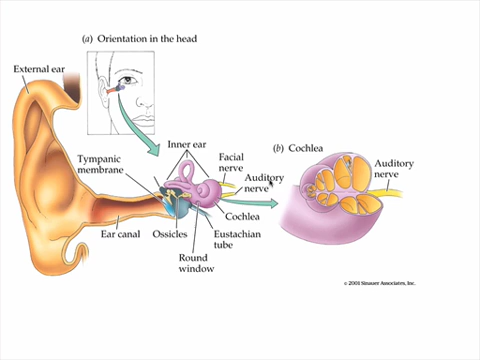 (a) Orientation in the head
External ear
Inner ear
Facial
nerve
(b) Cochlea
Tympanic
membrane
Auditory
nerve
Auditory
nerve
Cochlea
Ear canal
Ossicles
Eustachian
tube
Round
window
c 2001 Sinauer Associates, Inc.